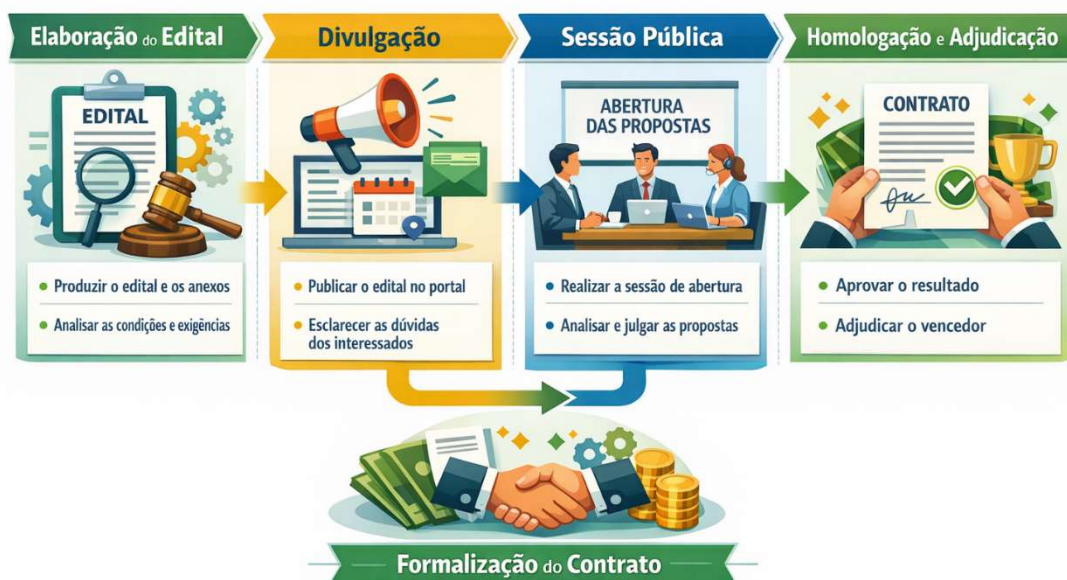 Elaboração do Edital
EDITAL
Produzir o edital e os anexos
Analisar as condições e exigências
Divulgação
Publicar o edital no portal
Esclarecer as dúvidas
dos interessados
Sessão Pública
ABERTURA
DAS PROPOSTAS
Realizar a sessão de abertura
Analisar e julgar as propostas
Homologação e Adjudicação
CONTRATO
Aprovar o resultado
Adjudicar o vencedor
Formalização do Contrato